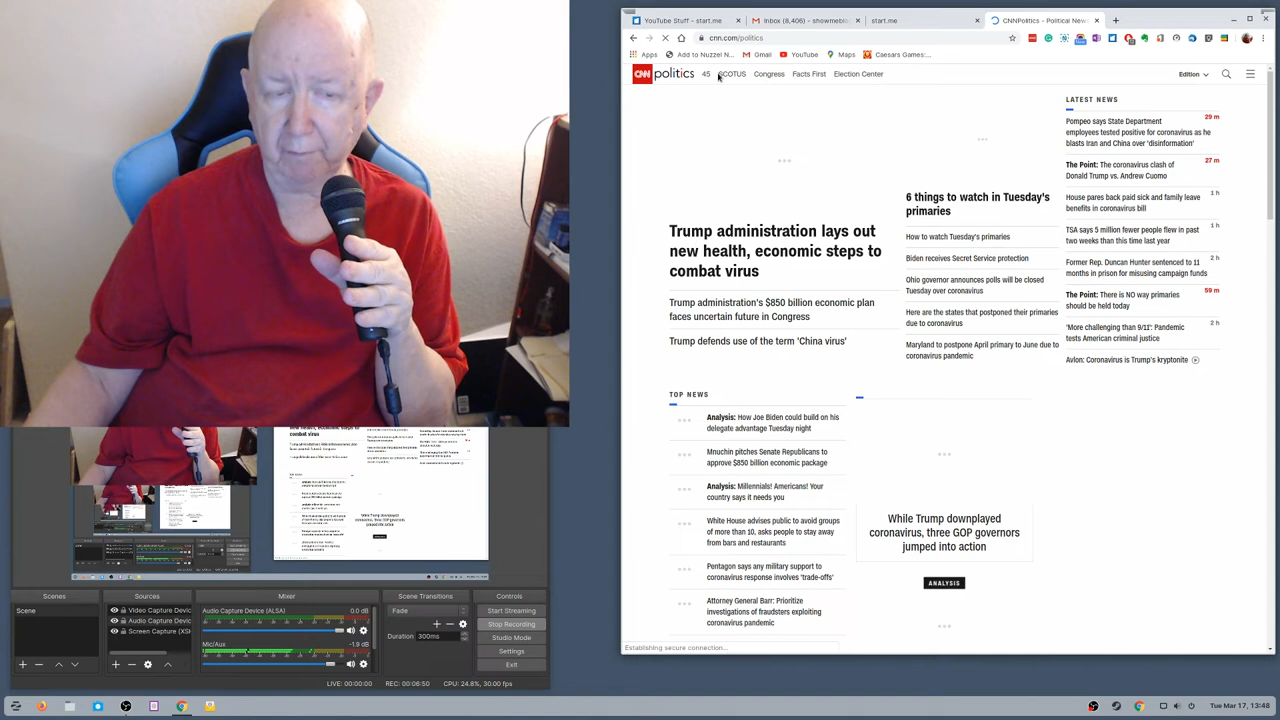 YouTube Stuff - start.me
Inbox (8,406) - showmeblo
start.me
CNNPolitics - Political New
cnn.com/politics
Apps
Add to Nuzzel N...
Gmail
YouTube
Maps
Caesars Games:...
CNN politics 45 SCOTUS Congress Facts First Election Center
Edition
Trump administration lays out
new health, economic steps to
combat virus
Trump administration's $850 billion economic plan
faces uncertain future in Congress
Trump defends use of the term 'China virus'
6 things to watch in Tuesday's
primaries
How to watch Tuesday's primaries
Biden receives Secret Service protection
Ohio governor announces polls will be closed
Tuesday over coronavirus
Here are the states that postponed their primaries
due to coronavirus
Maryland to postpone April primary to June due to
coronavirus pandemic
LATEST NEWS
29 m
Pompeo says State Department
employees tested positive for coronavirus as he
blasts Iran and China over 'disinformation'
27 m
The Point: The coronavirus clash of
Donald Trump vs. Andrew Cuomo
1 h
House pares back paid sick and family leave
benefits in coronavirus bill
1 h
TSA says 5 million fewer people flew in past
two weeks than this time last year
2 h
Former Rep. Duncan Hunter sentenced to 11
months in prison for misusing campaign funds
59 m
The Point: There is NO way primaries
should be held today
2 h
'More challenging than 9/11': Pandemic
tests American criminal justice
Avlon: Coronavirus is Trump's kryptonite
TOP NEWS
Analysis: How Joe Biden could build on his
delegate advantage Tuesday night
Mnuchin pitches Senate Republicans to
approve $850 billion economic package
Analysis: Millennials! Americans! Your
country says it needs you
White House advises public to avoid groups
of more than 10, asks people to stay away
from bars and restaurants
Pentagon says any military support to
coronavirus response involves 'trade-offs'
Attorney General Barr: Prioritize
investigations of fraudsters exploiting
coronavirus pandemic
While Trump downplayed
coronavirus, three GOP governors
jumped into action
ANALYSIS
Establishing secure connection...
Scenes
Scene
Sources
Video Capture Devic
Audio Capture Devic
Screen Capture (XSH
Mixer
Audio Capture Device (ALSA) 0.0 dB
Mic/Aux -1.9 dB
Scene Transitions
Fade
Duration 300ms
Controls
Start Streaming
Stop Recording
Studio Mode
Settings
Exit
LIVE: 00:00:00 REC: 00:06:50 CPU: 24.8%, 30.00 fps
Tue Mar 17, 13:48